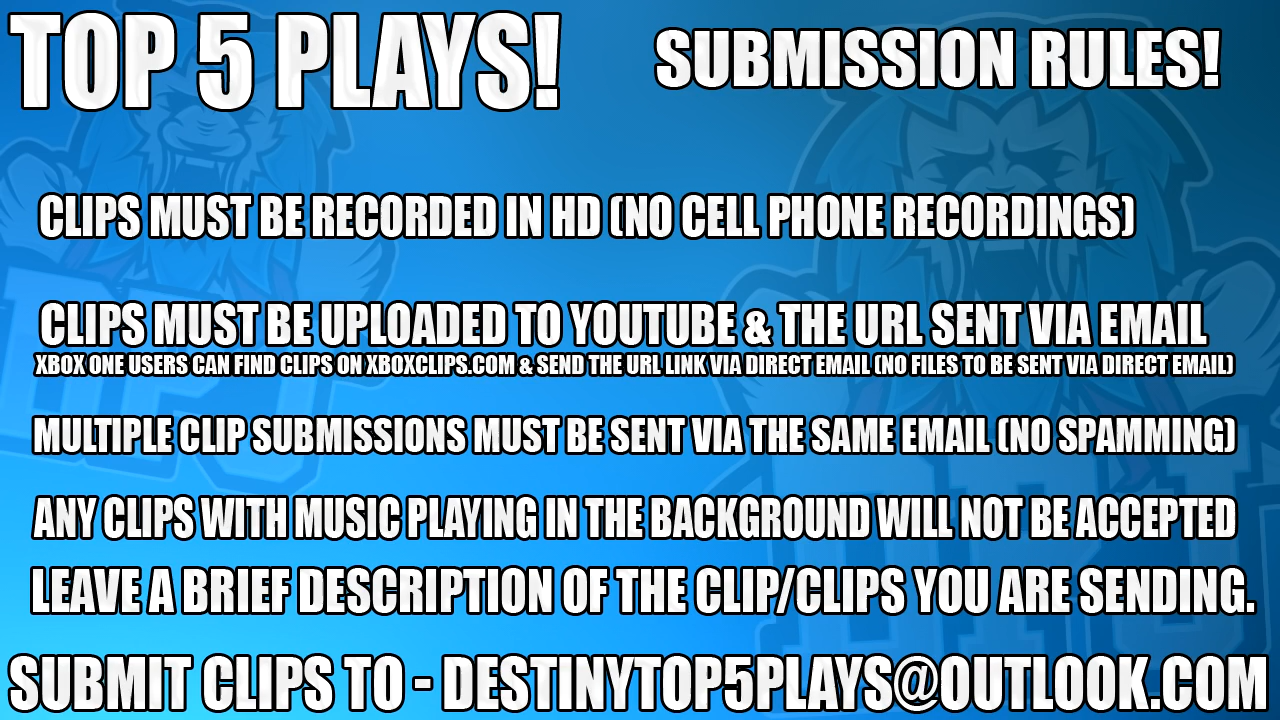 TOP 5 PLAYS!
SUBMISSION RULES!
CLIPS MUST BE RECORDED IN HD (NO CELL PHONE RECORDINGS)
CLIPS MUST BE UPLOADED TO YOUTUBE & THE URL SENT VIA EMAIL
XBOX ONE USERS CAN FIND CLIPS ON XBOXCLIPS.COM & SEND THE URL LINK VIA DIRECT EMAIL (NO FILES TO BE SENT VIA DIRECT EMAIL)
MULTIPLE CLIP SUBMISSIONS MUST BE SENT VIA THE SAME EMAIL (NO SPAMMING)
ANY CLIPS WITH MUSIC PLAYING IN THE BACKGROUND WILL NOT BE ACCEPTED
LEAVE A BRIEF DESCRIPTION OF THE CLIP/CLIPS YOU ARE SENDING.
SUBMIT CLIPS TO - DESTINYTOP5PLAYS@OUTLOOK.COM